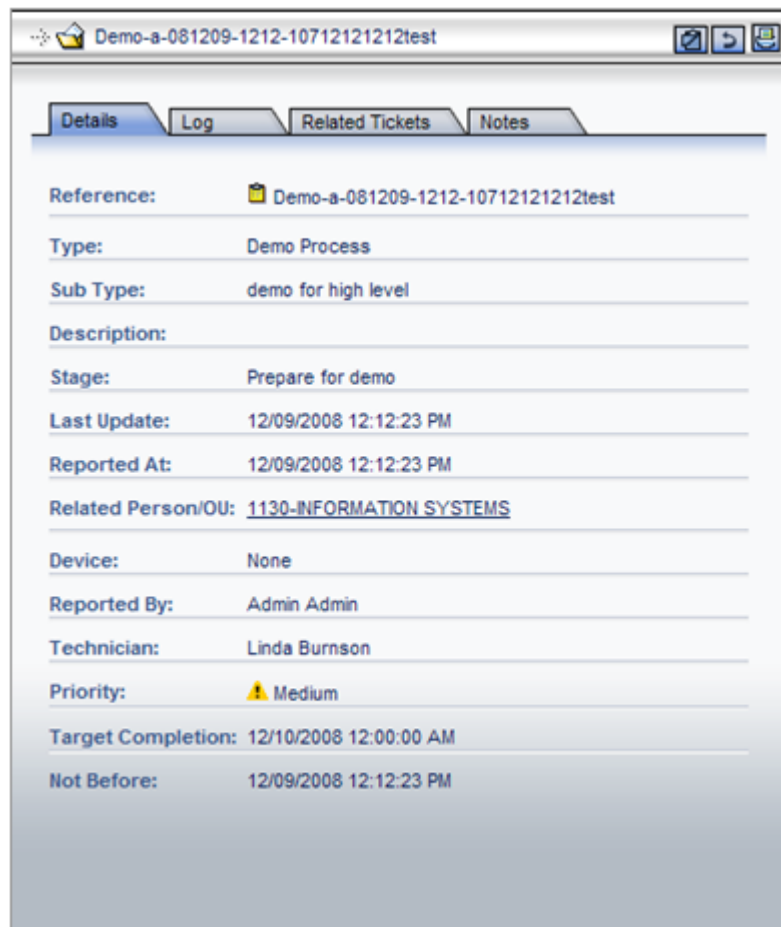 Demo-a-081209-1212-10712121212test
Details Log Related Tickets Notes
Reference: Demo-a-081209-1212-10712121212test
Type: Demo Process
Sub Type: demo for high level
Description:
Stage: Prepare for demo
Last Update: 12/09/2008 12:12:23 PM
Reported At: 12/09/2008 12:12:23 PM
Related Person/OU: 1130-INFORMATION SYSTEMS
Device: None
Reported By: Admin Admin
Technician: Linda Burnson
Priority: Medium
Target Completion: 12/10/2008 12:00:00 AM
Not Before: 12/09/2008 12:12:23 PM